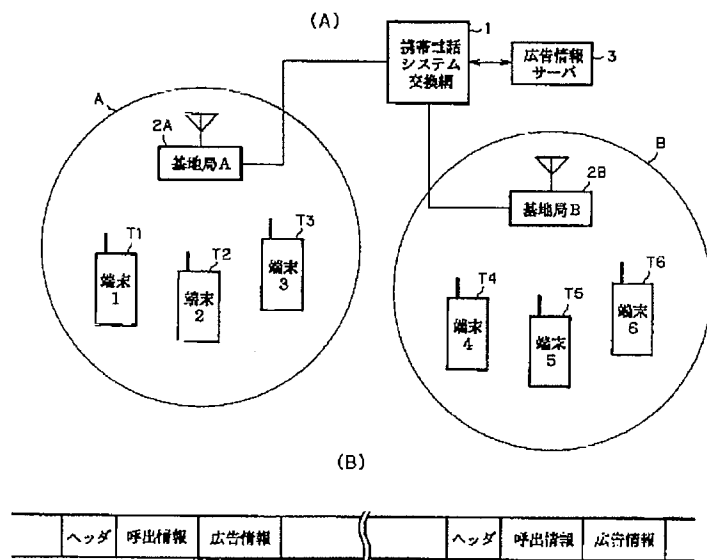 (A)
1
携帯電話
システム
交換網
広告情報
サーバ
3
A
2A
基地局A
B
2B
基地局B
T1
端末
1
T2
端末
2
T3
端末
3
T4
端末
4
T5
端末
5
T6
端末
6
(B)
ヘッダ 呼出情報 広告情報 ヘッダ 呼出情報 広告情報